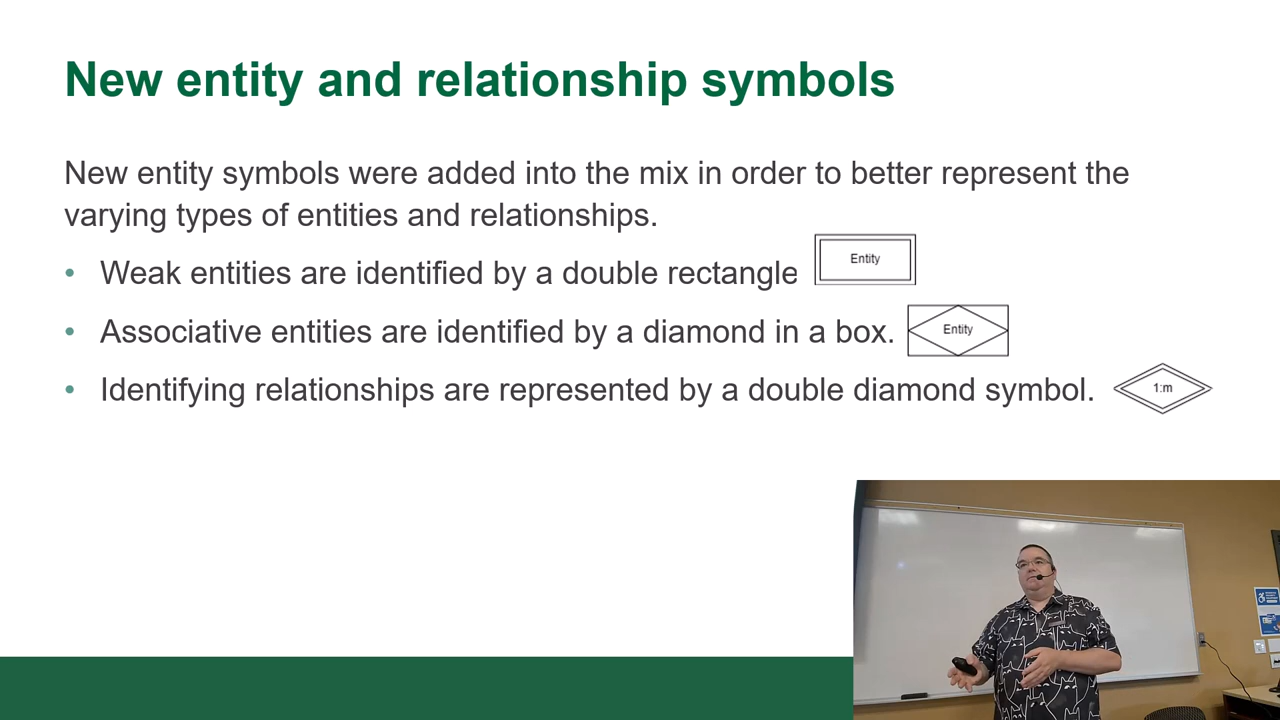 New entity and relationship symbols
New entity symbols were added into the mix in order to better represent the
varying types of entities and relationships.
• Weak entities are identified by a double rectangle
Entity
• Associative entities are identified by a diamond in a box.
Entity
• Identifying relationships are represented by a double diamond symbol.
1:m